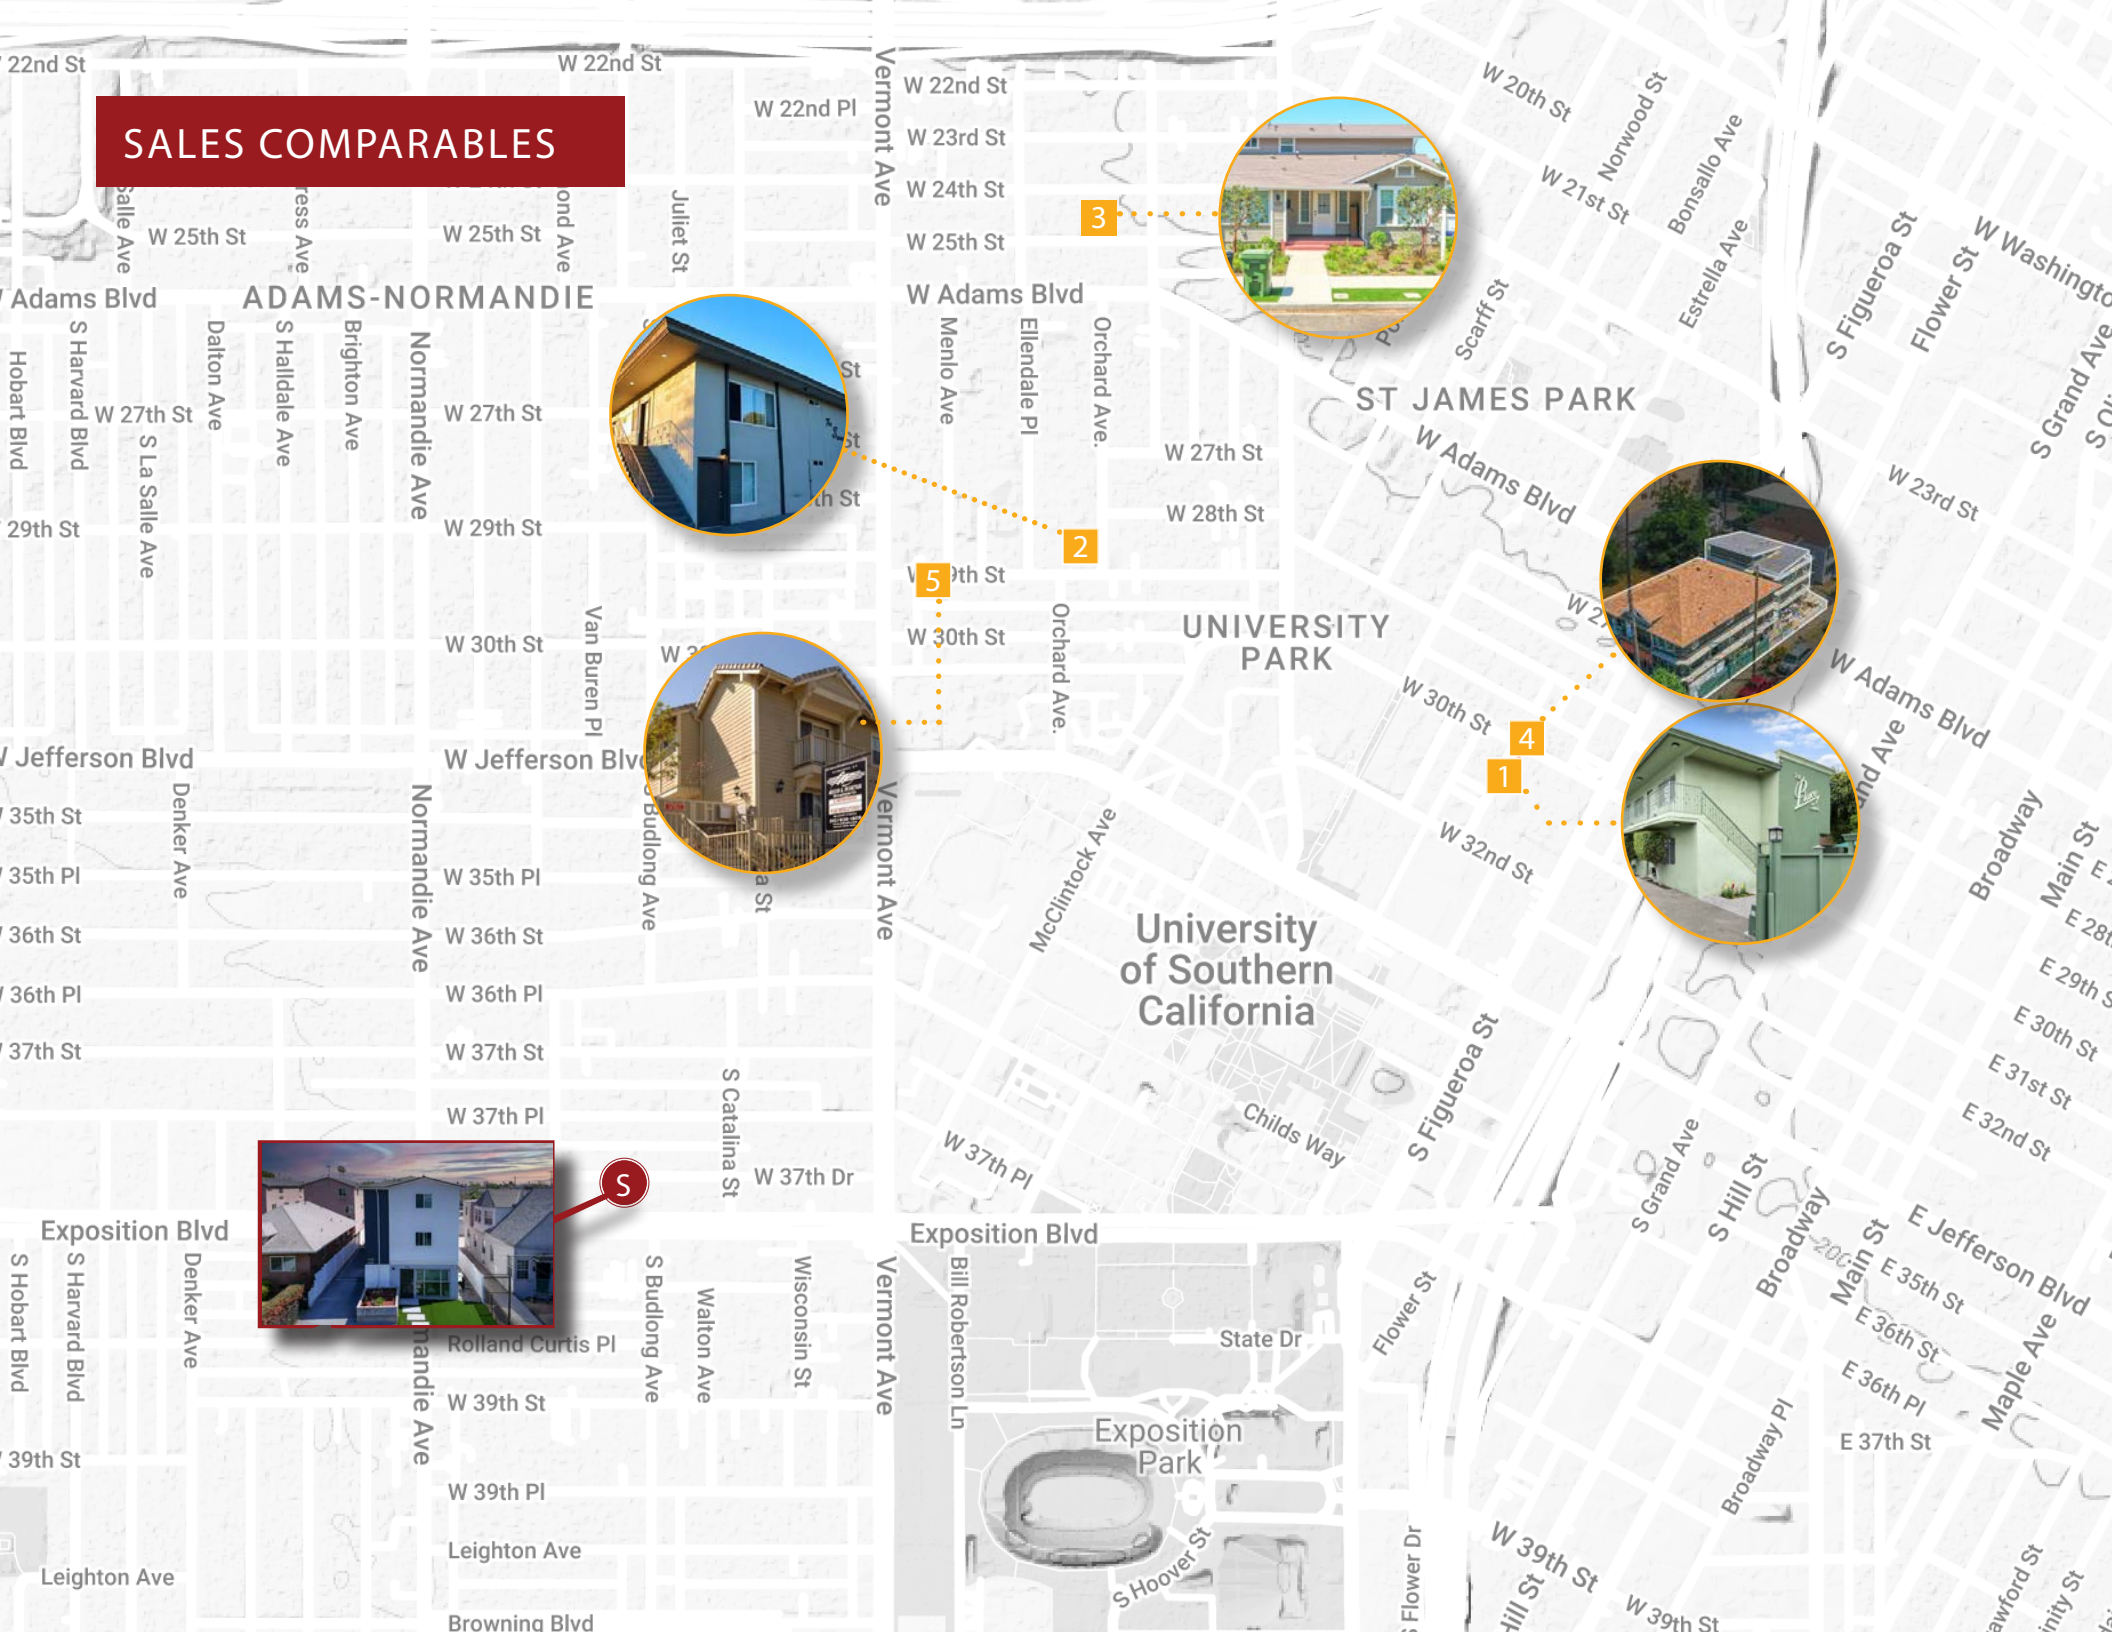 22nd St
W 22nd St
W 22nd St
W 22nd Pl
W 23rd St
W 24th St
W 25th St
Vermont Ave
W 20th St
Norwood St
Bonsallo Ave
W 21st St
Estrella Ave
S Figueroa St
Flower St
S Grand Ave
SALES COMPARABLES
W 25th St
W 25th St
Juliet St
3
Adams Blvd
ADAMS-NORMANDIE
W Adams Blvd
Scarff St
Hobart Blvd
S Harvard Blvd
Dalton Ave
S Halldale Ave
Brighton Ave
Normandie Ave
Menlo Ave
Ellendale Pl
Orchard Ave.
ST JAMES PARK
W 27th St
S La Salle Ave
W 27th St
St
W 27th St
W Adams Blvd
W 23rd St
29th St
W 29th St
W 28th St
2
5
Van Buren Pl
W 30th St
W 30th St
Orchard Ave.
UNIVERSITY
PARK
W 30th St
W Adams Blvd
4
1
Jefferson Blvd
W Jefferson Blvd
Denker Ave
Normandie Ave
S Budlong Ave
Vermont Ave
McClintock Ave
W 32nd St
Broadway
Main St
35th St
35th Pl
W 35th Pl
36th St
W 36th St
36th Pl
W 36th Pl
37th St
W 37th St
W 37th Pl
University
of Southern
California
S Figueroa St
Childs Way
W 37th Pl
S Catalina St
W 37th Dr
E 29th S
E 30th St
E 31st St
E 32nd St
S Grand Ave
S Hill St
Broadway
Main St
E Jefferson Blvd
E 35th St
E 36th St
E 36th Pl
Maple Ave
E 37th St
Broadway Pl
S
Exposition Blvd
Exposition Blvd
S Hobart Blvd
S Harvard Blvd
Denker Ave
Rolland Curtis Pl
S Budlong Ave
Walton Ave
Wisconsin St
Vermont Ave
Bill Robertson Ln
State Dr
Flower St
W 39th St
39th St
W 39th Pl
Exposition
Park
S Hoover St
Flower Dr
W 39th St
W 39th St
Hill St
Leighton Ave
Leighton Ave
Browning Blvd